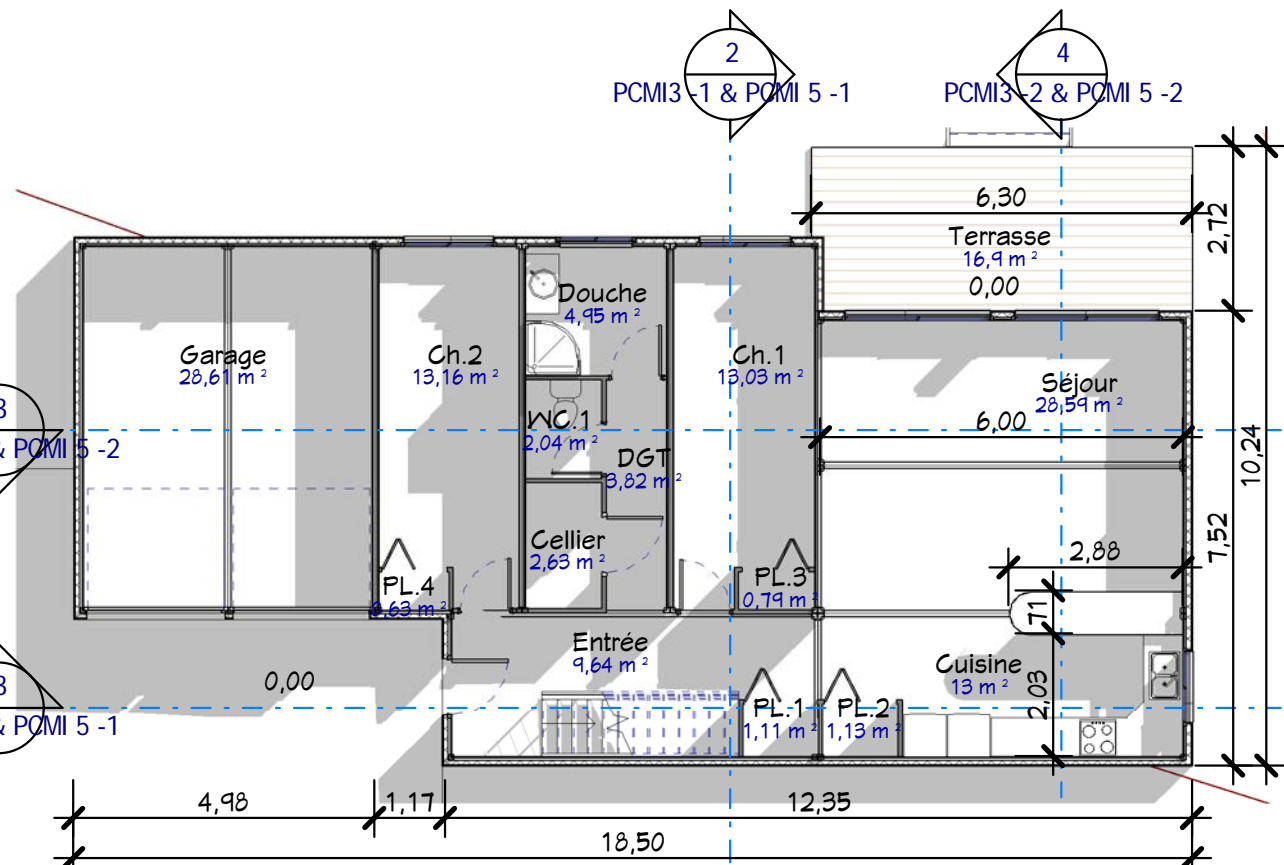 2
PCMI3 -1 & PCMI 5 -1
4
PCMI3 -2 & PCMI 5 -2
6,30
2,72
Terrasse
16,9 m²
0,00
Douche
4,95 m²
Garage
28,61 m²
Ch.2
13,16 m²
Ch.1
13,03 m²
Séjour
28,59 m²
6,00
3
& PCMI 5 -2
WC.1
2,04 m²
DGT
3,82 m²
10,24
7,52
Cellier
2,63 m²
2,88
PL.4
0,63 m²
PL.3
0,79 m²
71
Entrée
9,64 m²
Cuisine
13 m²
2,03
0,00
3
& PCMI 5 -1
PL.1
1,11 m²
PL.2
1,13 m²
4,98
1,17
12,35
18,50